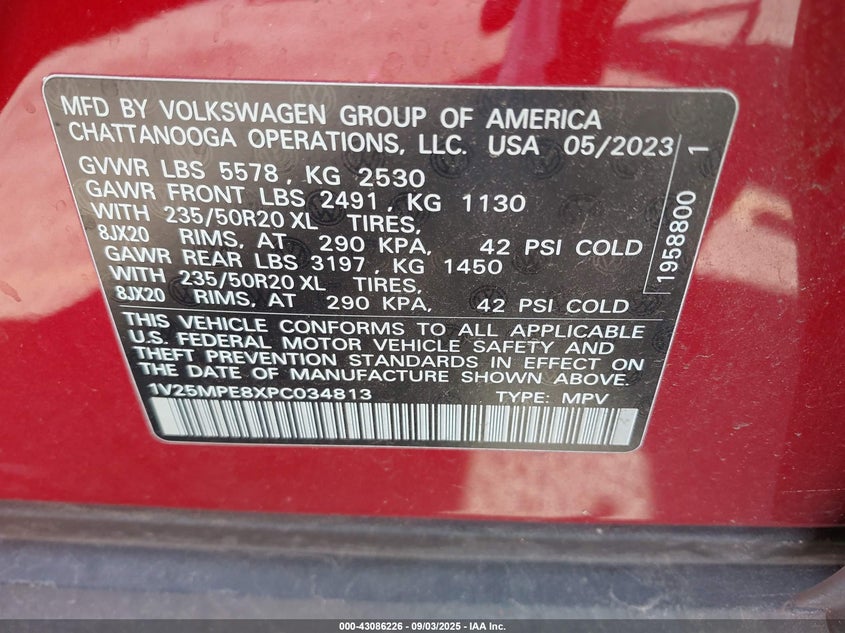 MFD BY VOLKSWAGEN GROUP OF AMERICA
CHATTANOOGA OPERATIONS, LLC. USA 05/2023
GVWR LBS 5578, KG 2530
GAWR FRONT LBS 2491, KG 1130
WITH 235/50R20 XL TIRES,
8JX20 RIMS, AT 290 KPA, 42 PSI COLD
GAWR REAR LBS 3197, KG 1450
WITH 235/50R20 XL TIRES,
8JX20 RIMS, AT 290 KPA, 42 PSI COLD
THIS VEHICLE CONFORMS TO ALL APPLICABLE
U.S. FEDERAL MOTOR VEHICLE SAFETY AND
THEFT PREVENTION STANDARDS IN EFFECT ON
THE DATE OF MANUFACTURE SHOWN ABOVE.
1V25MPE8XPC034813 TYPE: MPV
1958800 1
000-43086226 - 09/03/2025 - IAA Inc.